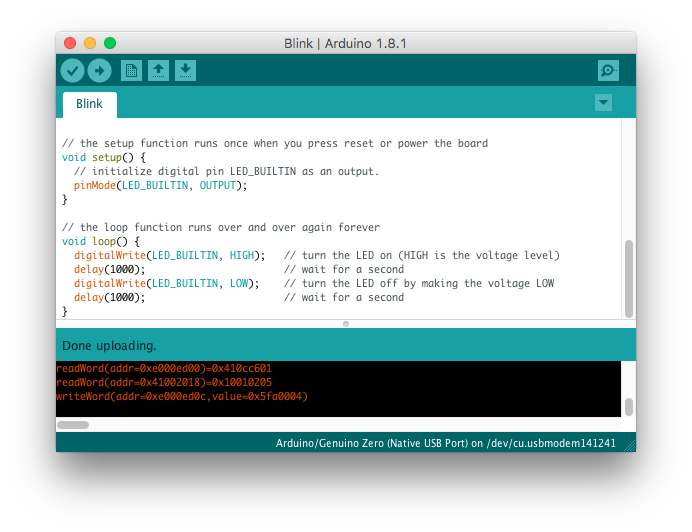 Blink | Arduino 1.8.1
Blink
// the setup function runs once when you press reset or power the board
void setup() {
  // initialize digital pin LED_BUILTIN as an output.
  pinMode(LED_BUILTIN, OUTPUT);
}
// the loop function runs over and over again forever
void loop() {
  digitalWrite(LED_BUILTIN, HIGH);   // turn the LED on (HIGH is the voltage level)
  delay(1000);                       // wait for a second
  digitalWrite(LED_BUILTIN, LOW);    // turn the LED off by making the voltage LOW
  delay(1000);                       // wait for a second
}
Done uploading.
readWord(addr=0xe000ed00)=0x410cc601
readWord(addr=0x41002018)=0x10010205
writeWord(addr=0xe000ed0c,value=0x5fa0004)
Arduino/Genuino Zero (Native USB Port) on /dev/cu.usbmodem141241